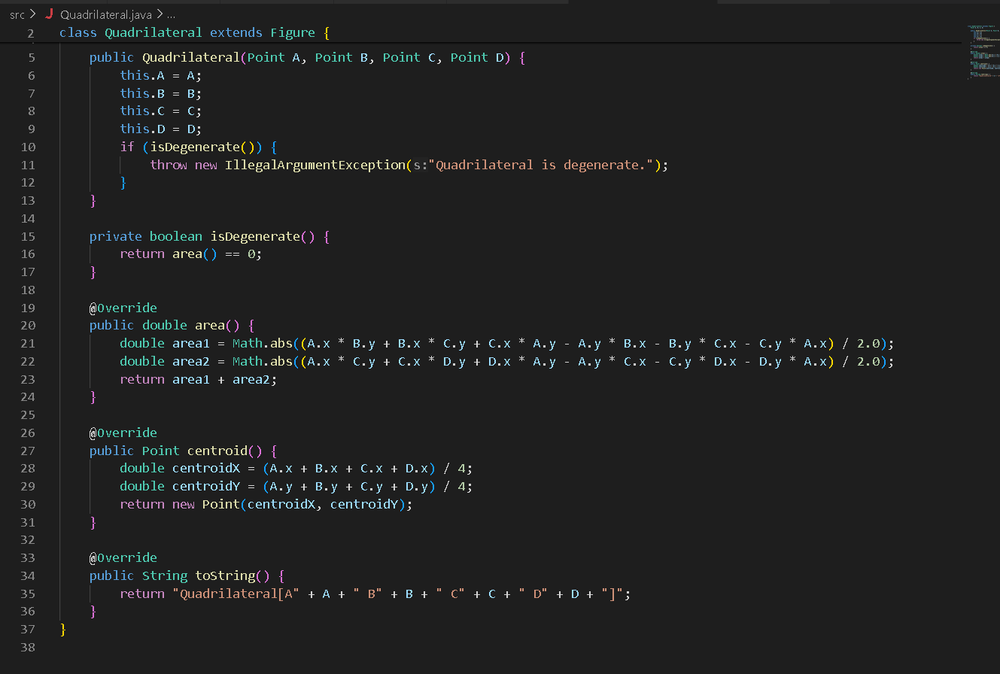 src > J Quadrilateral.java > ...
2 class Quadrilateral extends Figure {
5     public Quadrilateral(Point A, Point B, Point C, Point D) {
6         this.A = A;
7         this.B = B;
8         this.C = C;
9         this.D = D;
10         if (isDegenerate()) {
11             throw new IllegalArgumentException(s:"Quadrilateral is degenerate.");
12         }
13     }
14
15     private boolean isDegenerate() {
16         return area() == 0;
17     }
18
19     @Override
20     public double area() {
21         double area1 = Math.abs((A.x * B.y + B.x * C.y + C.x * A.y - A.y * B.x - B.y * C.x - C.y * A.x) / 2.0);
22         double area2 = Math.abs((A.x * C.y + C.x * D.y + D.x * A.y - A.y * C.x - C.y * D.x - D.y * A.x) / 2.0);
23         return area1 + area2;
24     }
25
26     @Override
27     public Point centroid() {
28         double centroidX = (A.x + B.x + C.x + D.x) / 4;
29         double centroidY = (A.y + B.y + C.y + D.y) / 4;
30         return new Point(centroidX, centroidY);
31     }
32
33     @Override
34     public String toString() {
35         return "Quadrilateral[A" + A + " B" + B + " C" + C + " D" + D + "]";
36     }
37 }
38